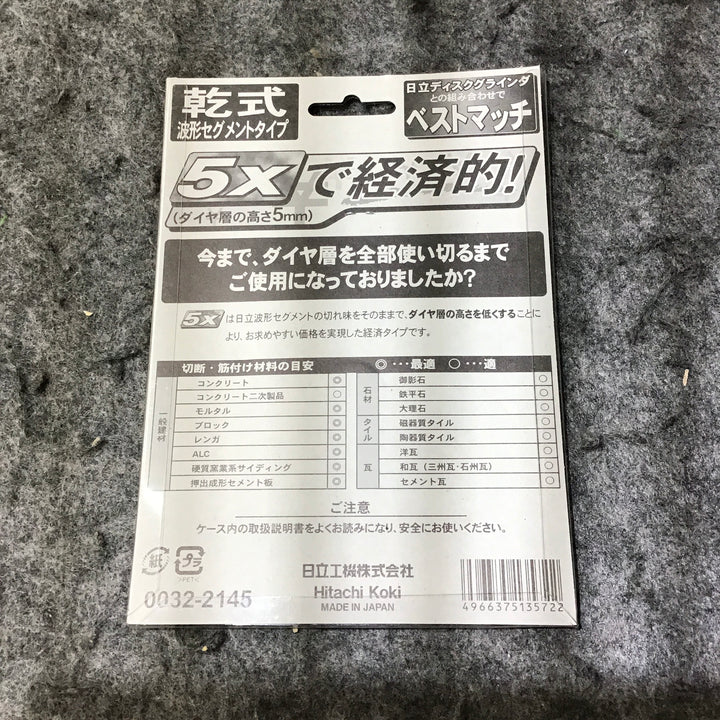 乾式
波形セグメントタイプ
日立ディスクグラインダ
との組み合わせで
ベストマッチ
5Xで経済的!
(ダイヤ層の高さ5mm)
今まで、ダイヤ層を全部使い切るまで
ご使用になっておりましたか?
5Xは日立波形セグメントの切れ味をそのままで、ダイヤ層の高さを低くすることに
より、お求めやすい価格を実現した経済タイプです。
切断・筋付け材料の目安 ◎…最適 ○…適
一般建材
コンクリート ◎
コンクリート二次製品 ○
モルタル ◎
ブロック ◎
レンガ ◎
ALC ◎
硬質窯業系サイディング ◎
押出成形セメント板 ◎
石材
御影石 ○
鉄平石 ○
大理石 ○
タイル
磁器質タイル ○
陶器質タイル ○
瓦
洋瓦 ○
和瓦(三州瓦・石州瓦) ○
セメント瓦 ○
ご注意
ケース内の取扱説明書をよくお読みになり、安全にお使いください。
紙
プラ
>PET<
0032-2145
日立工機株式会社
Hitachi Koki
MADE IN JAPAN
4966375135722